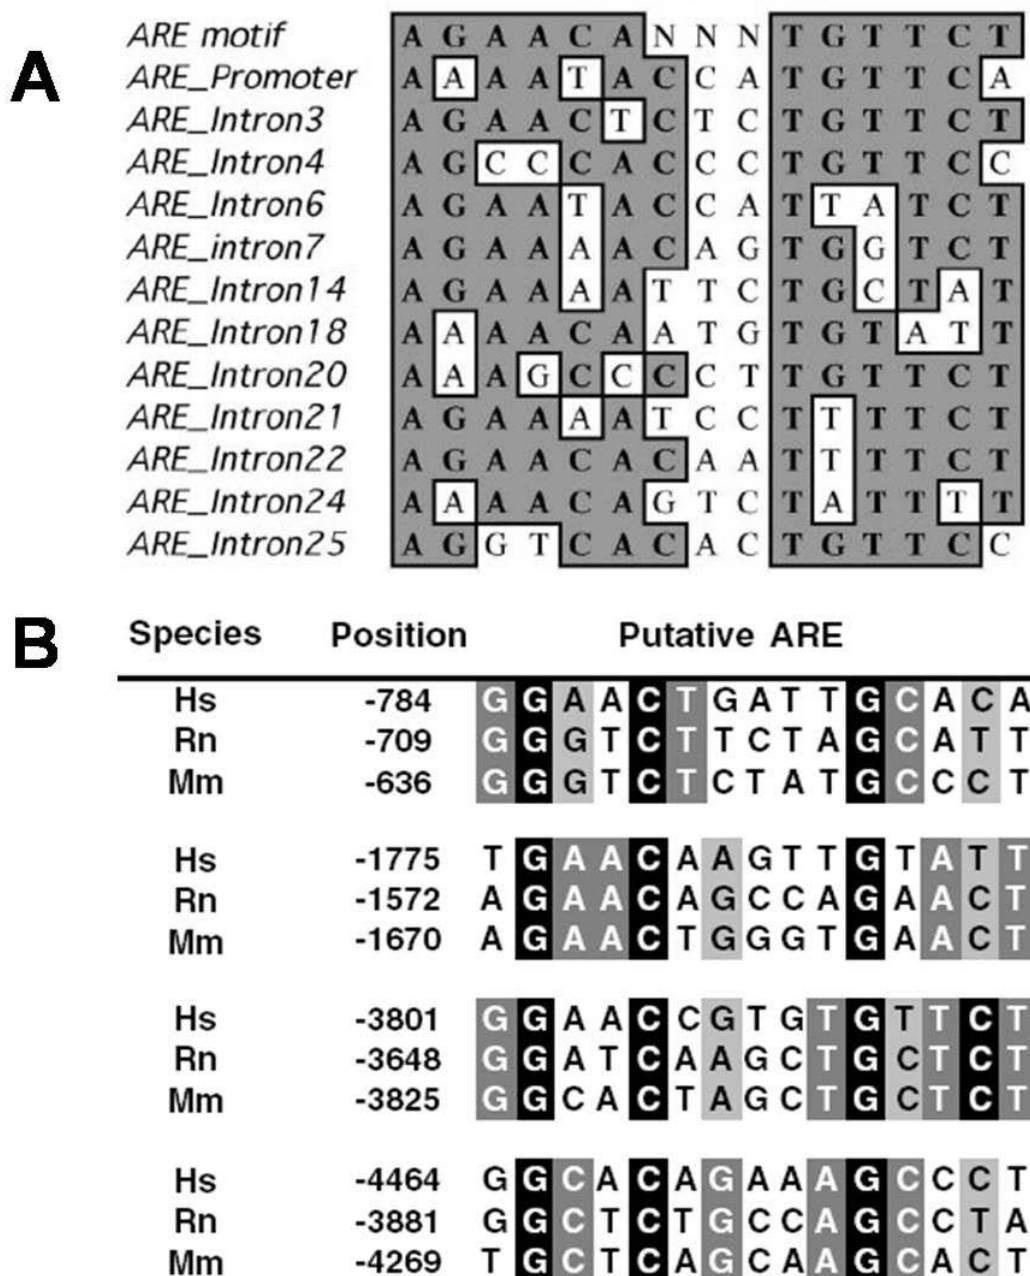 A
ARE motif A G A A C A N N N T G T T C T
ARE_Promoter A A A A T A C C A T G T T C A
ARE_Intron3 A G A A C T C T C T G T T C T
ARE_Intron4 A G C C C A C C C T G T T C C
ARE_Intron6 A G A A T A C C A T T A T C T
ARE_intron7 A G A A A A C A G T G G T C T
ARE_Intron14 A G A A A A T T C T G C T A T
ARE_Intron18 A A A A C A A T G T G T A T T
ARE_Intron20 A A A G C C C C T T G T T C T
ARE_Intron21 A G A A A A T C C T T T T C T
ARE_Intron22 A G A A C A C A A T T T T C T
ARE_Intron24 A A A A C A G T C T A T T T T
ARE_Intron25 A G G T C A C A C T G T T C C
B
Species Position Putative ARE
Hs -784 G G A A C T G A T T G C A C A
Rn -709 G G G T C T T C T A G C A T T
Mm -636 G G G T C T C T A T G C C C T
Hs -1775 T G A A C A A G T T G T A T T
Rn -1572 A G A A C A G C C A G A A C T
Mm -1670 A G A A C T G G G T G A A C T
Hs -3801 G G A A C C G T G T G T T C T
Rn -3648 G G A T C A A G C T G C T C T
Mm -3825 G G C A C T A G C T G C T C T
Hs -4464 G G C A C A G A A A G C C C T
Rn -3881 G G C T C T G C C A G C C T A
Mm -4269 T G C T C A G C A A G C A C T